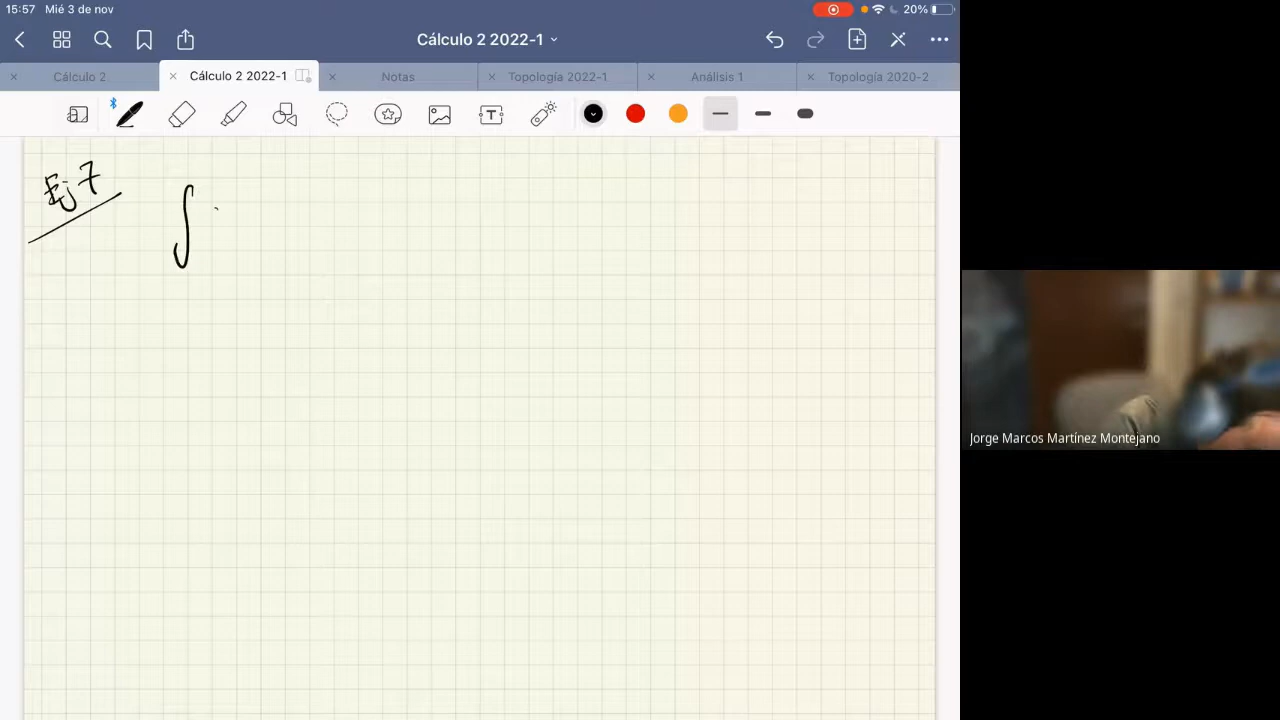 15:57 Mié 3 de nov 20%
Cálculo 2 2022-1
Cálculo 2 Cálculo 2 2022-1 Notas Topología 2022-1 Análisis 1 Topología 2020-2
T
Ej 7 ∫
Jorge Marcos Martínez Montejano